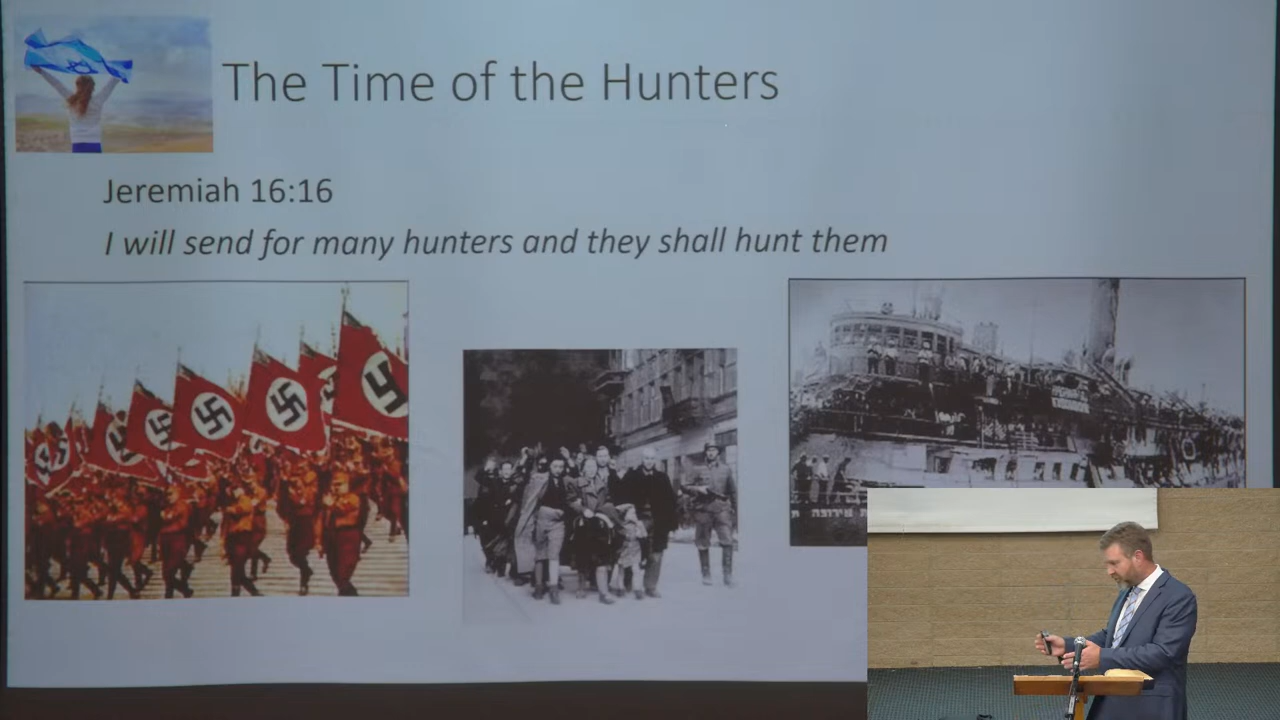 The Time of the Hunters
Jeremiah 16:16
I will send for many hunters and they shall hunt them